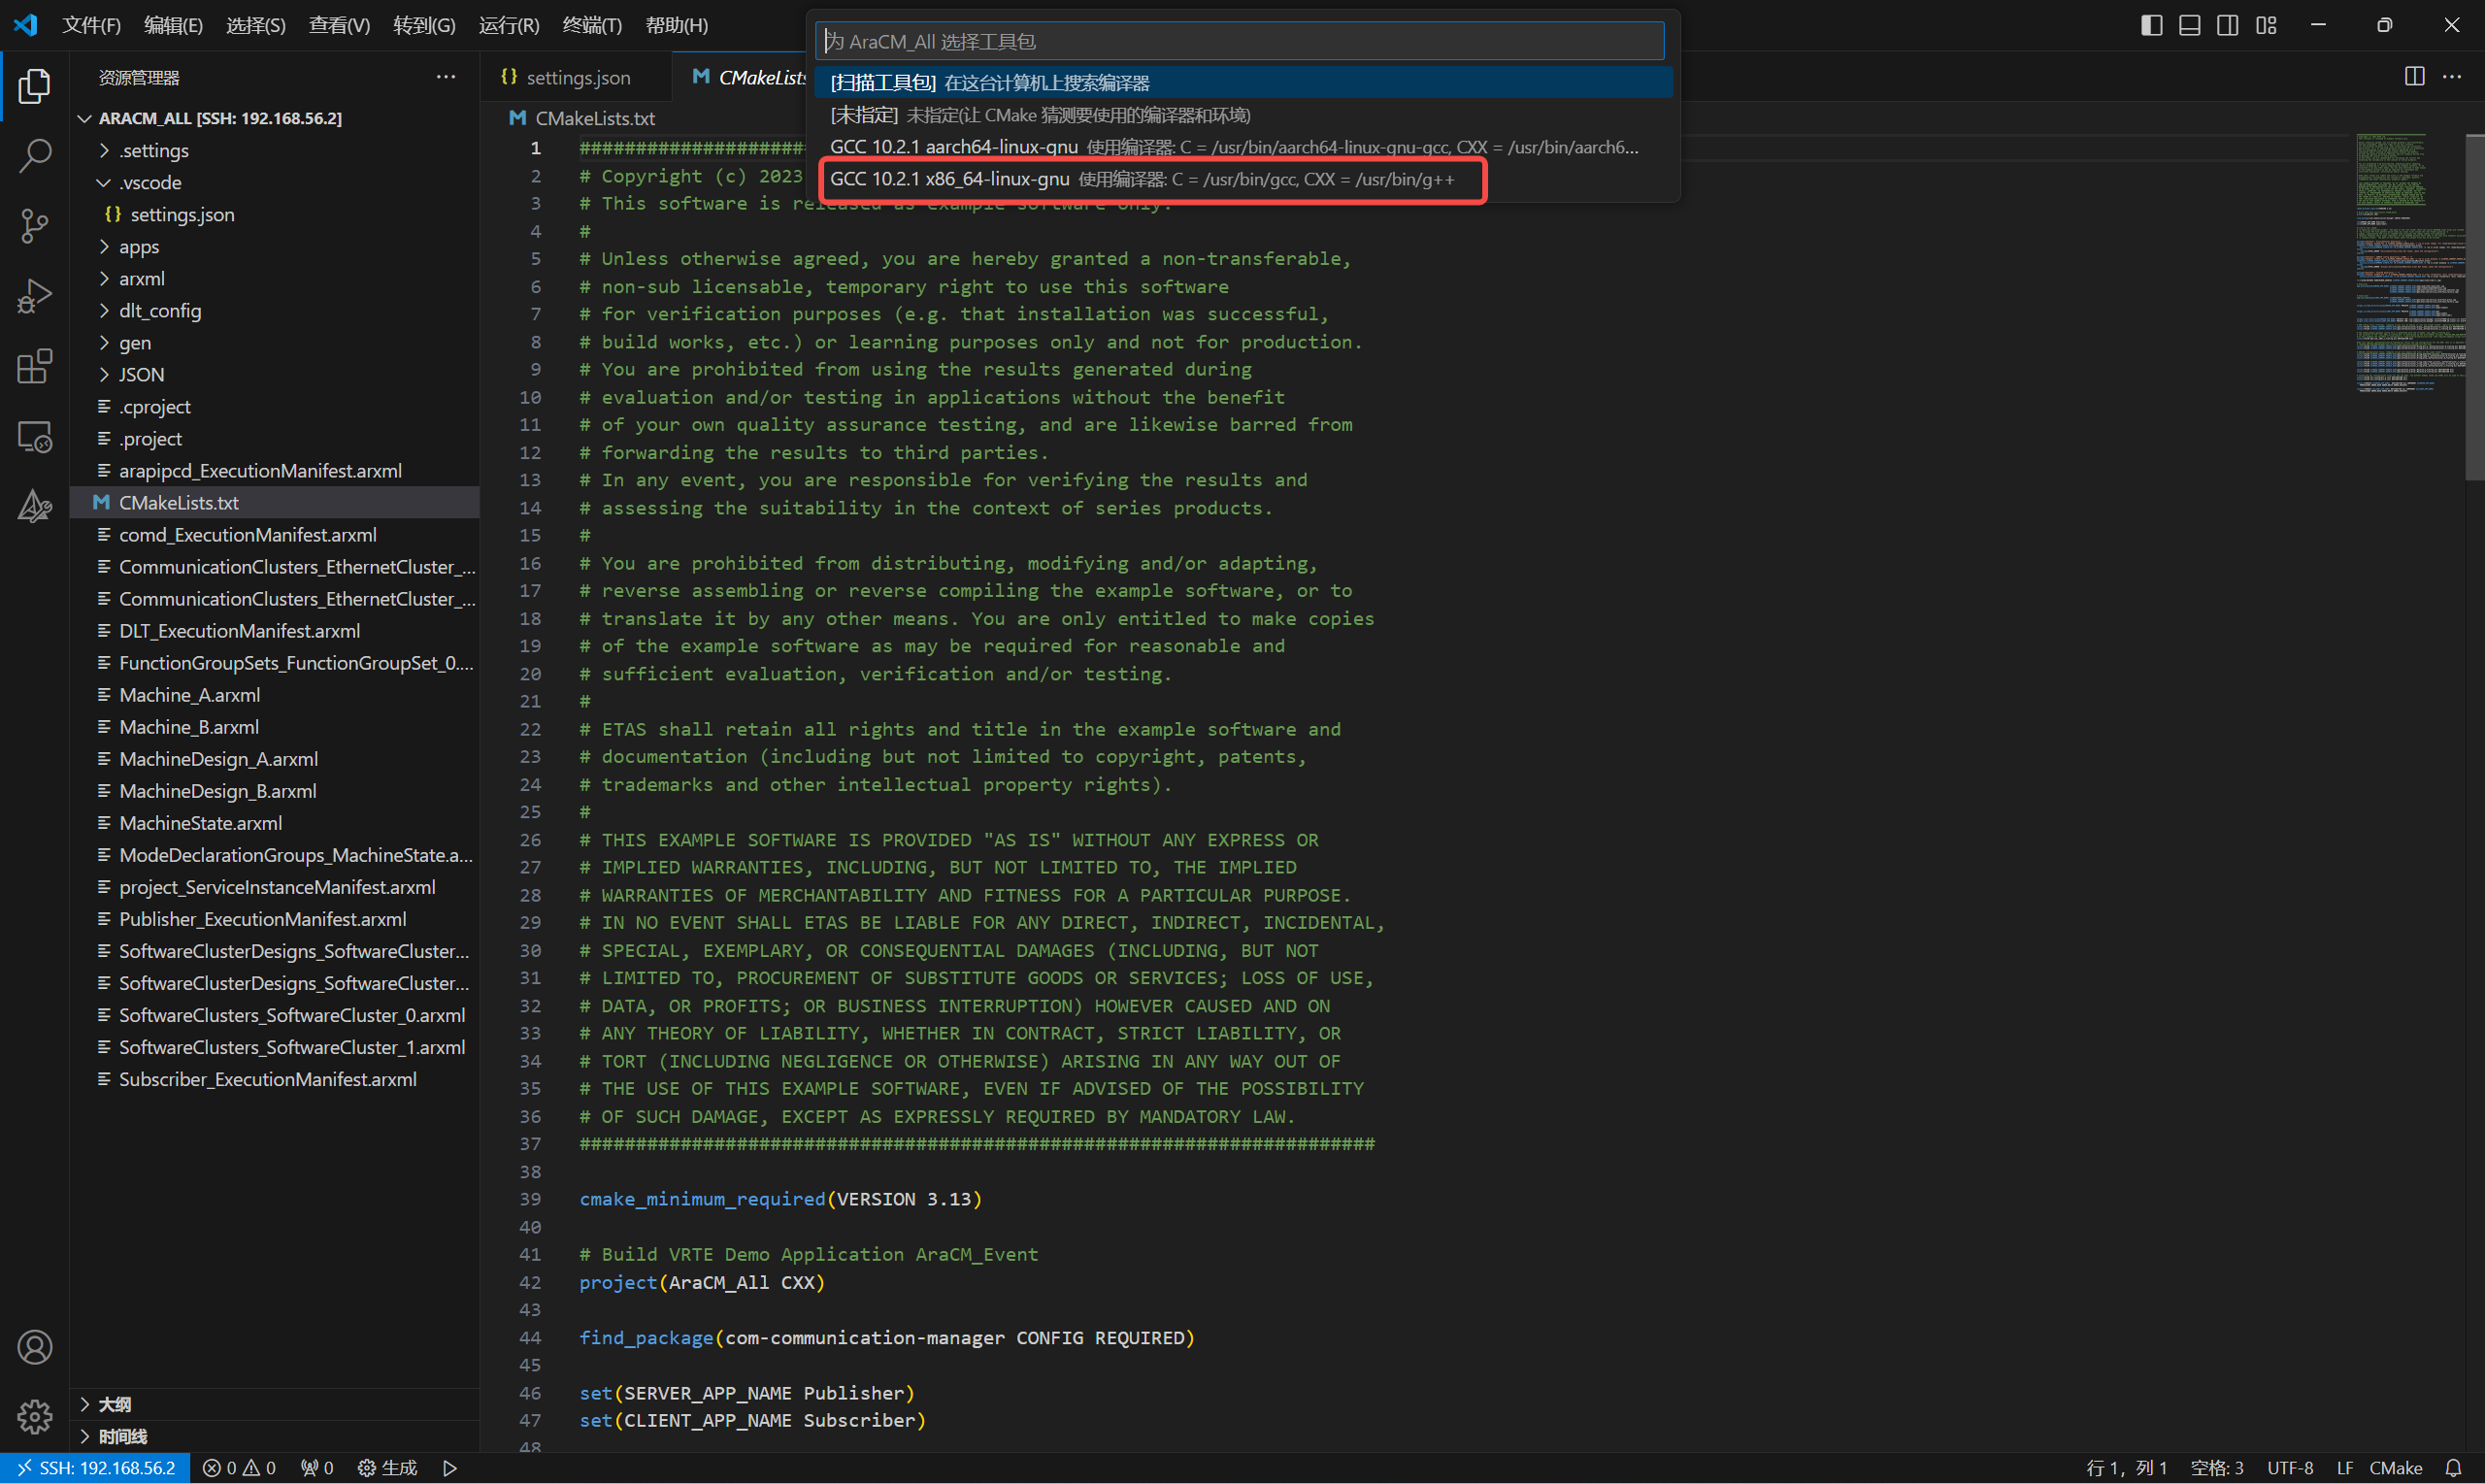 文件(F) 编辑(E) 选择(S) 查看(V) 转到(G) 运行(R) 终端(T) 帮助(H)
为 AraCM_All 选择工具包
[扫描工具包] 在这台计算机上搜索编译器
[未指定] 未指定(让 CMake 猜测要使用的编译器和环境)
GCC 10.2.1 aarch64-linux-gnu 使用编译器: C = /usr/bin/aarch64-linux-gnu-gcc, CXX = /usr/bin/aarch6...
GCC 10.2.1 x86_64-linux-gnu 使用编译器: C = /usr/bin/gcc, CXX = /usr/bin/g++
资源管理器
ARACM_ALL [SSH: 192.168.56.2]
.settings
.vscode
{} settings.json
apps
arxml
dlt_config
gen
JSON
.cproject
.project
arapipcd_ExecutionManifest.arxml
M CMakeLists.txt
comd_ExecutionManifest.arxml
CommunicationClusters_EthernetCluster_...
CommunicationClusters_EthernetCluster_...
DLT_ExecutionManifest.arxml
FunctionGroupSets_FunctionGroupSet_0....
Machine_A.arxml
Machine_B.arxml
MachineDesign_A.arxml
MachineDesign_B.arxml
MachineState.arxml
ModeDeclarationGroups_MachineState.a...
project_ServiceInstanceManifest.arxml
Publisher_ExecutionManifest.arxml
SoftwareClusterDesigns_SoftwareCluster...
SoftwareClusterDesigns_SoftwareCluster...
SoftwareClusters_SoftwareCluster_0.arxml
SoftwareClusters_SoftwareCluster_1.arxml
Subscriber_ExecutionManifest.arxml
大纲
时间线
{} settings.json M CMakeLists
M CMakeLists.txt
1 ####################
2 # Copyright (c) 2023
3 # This software is released as example software only.
4 #
5 # Unless otherwise agreed, you are hereby granted a non-transferable,
6 # non-sub licensable, temporary right to use this software
7 # for verification purposes (e.g. that installation was successful,
8 # build works, etc.) or learning purposes only and not for production.
9 # You are prohibited from using the results generated during
10 # evaluation and/or testing in applications without the benefit
11 # of your own quality assurance testing, and are likewise barred from
12 # forwarding the results to third parties.
13 # In any event, you are responsible for verifying the results and
14 # assessing the suitability in the context of series products.
15 #
16 # You are prohibited from distributing, modifying and/or adapting,
17 # reverse assembling or reverse compiling the example software, or to
18 # translate it by any other means. You are only entitled to make copies
19 # of the example software as may be required for reasonable and
20 # sufficient evaluation, verification and/or testing.
21 #
22 # ETAS shall retain all rights and title in the example software and
23 # documentation (including but not limited to copyright, patents,
24 # trademarks and other intellectual property rights).
25 #
26 # THIS EXAMPLE SOFTWARE IS PROVIDED "AS IS" WITHOUT ANY EXPRESS OR
27 # IMPLIED WARRANTIES, INCLUDING, BUT NOT LIMITED TO, THE IMPLIED
28 # WARRANTIES OF MERCHANTABILITY AND FITNESS FOR A PARTICULAR PURPOSE.
29 # IN NO EVENT SHALL ETAS BE LIABLE FOR ANY DIRECT, INDIRECT, INCIDENTAL,
30 # SPECIAL, EXEMPLARY, OR CONSEQUENTIAL DAMAGES (INCLUDING, BUT NOT
31 # LIMITED TO, PROCUREMENT OF SUBSTITUTE GOODS OR SERVICES; LOSS OF USE,
32 # DATA, OR PROFITS; OR BUSINESS INTERRUPTION) HOWEVER CAUSED AND ON
33 # ANY THEORY OF LIABILITY, WHETHER IN CONTRACT, STRICT LIABILITY, OR
34 # TORT (INCLUDING NEGLIGENCE OR OTHERWISE) ARISING IN ANY WAY OUT OF
35 # THE USE OF THIS EXAMPLE SOFTWARE, EVEN IF ADVISED OF THE POSSIBILITY
36 # OF SUCH DAMAGE, EXCEPT AS EXPRESSLY REQUIRED BY MANDATORY LAW.
37 #######################################################################
38
39 cmake_minimum_required(VERSION 3.13)
40
41 # Build VRTE Demo Application AraCM_Event
42 project(AraCM_All CXX)
43
44 find_package(com-communication-manager CONFIG REQUIRED)
45
46 set(SERVER_APP_NAME Publisher)
47 set(CLIENT_APP_NAME Subscriber)
48
SSH: 192.168.56.2 0 0 0 生成 行 1，列 1 空格: 3 UTF-8 LF CMake